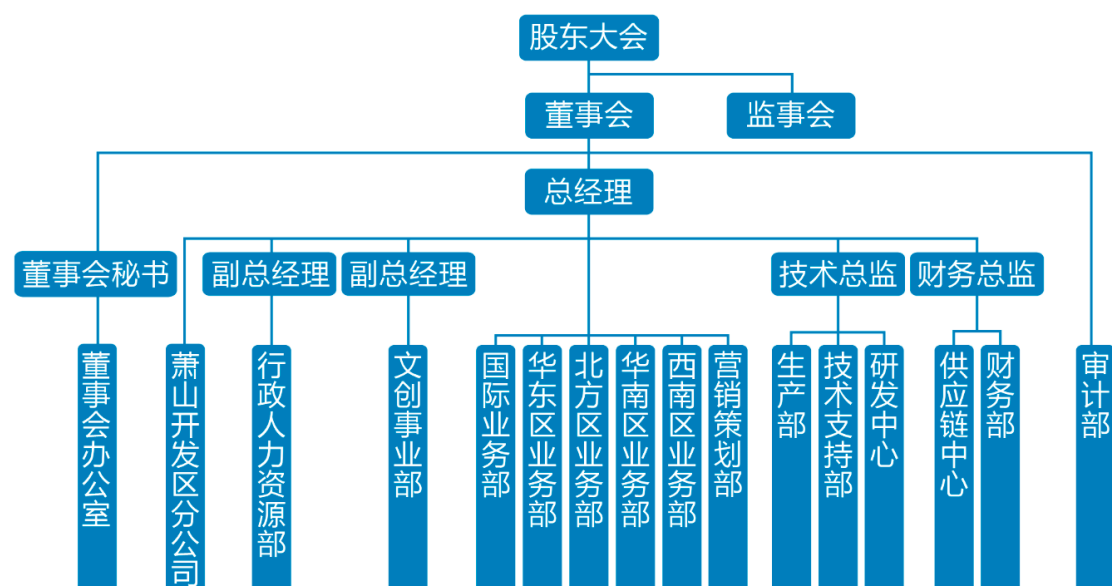 股东大会
董事会
监事会
总经理
董事会秘书
副总经理
副总经理
技术总监
财务总监
董事会办公室
萧山开发区分公司
行政人力资源部
文创事业部
国际业务部
华东区业务部
北方区业务部
华南区业务部
西南区业务部
营销策划部
生产部
技术支持部
研发中心
供应链中心
财务部
审计部